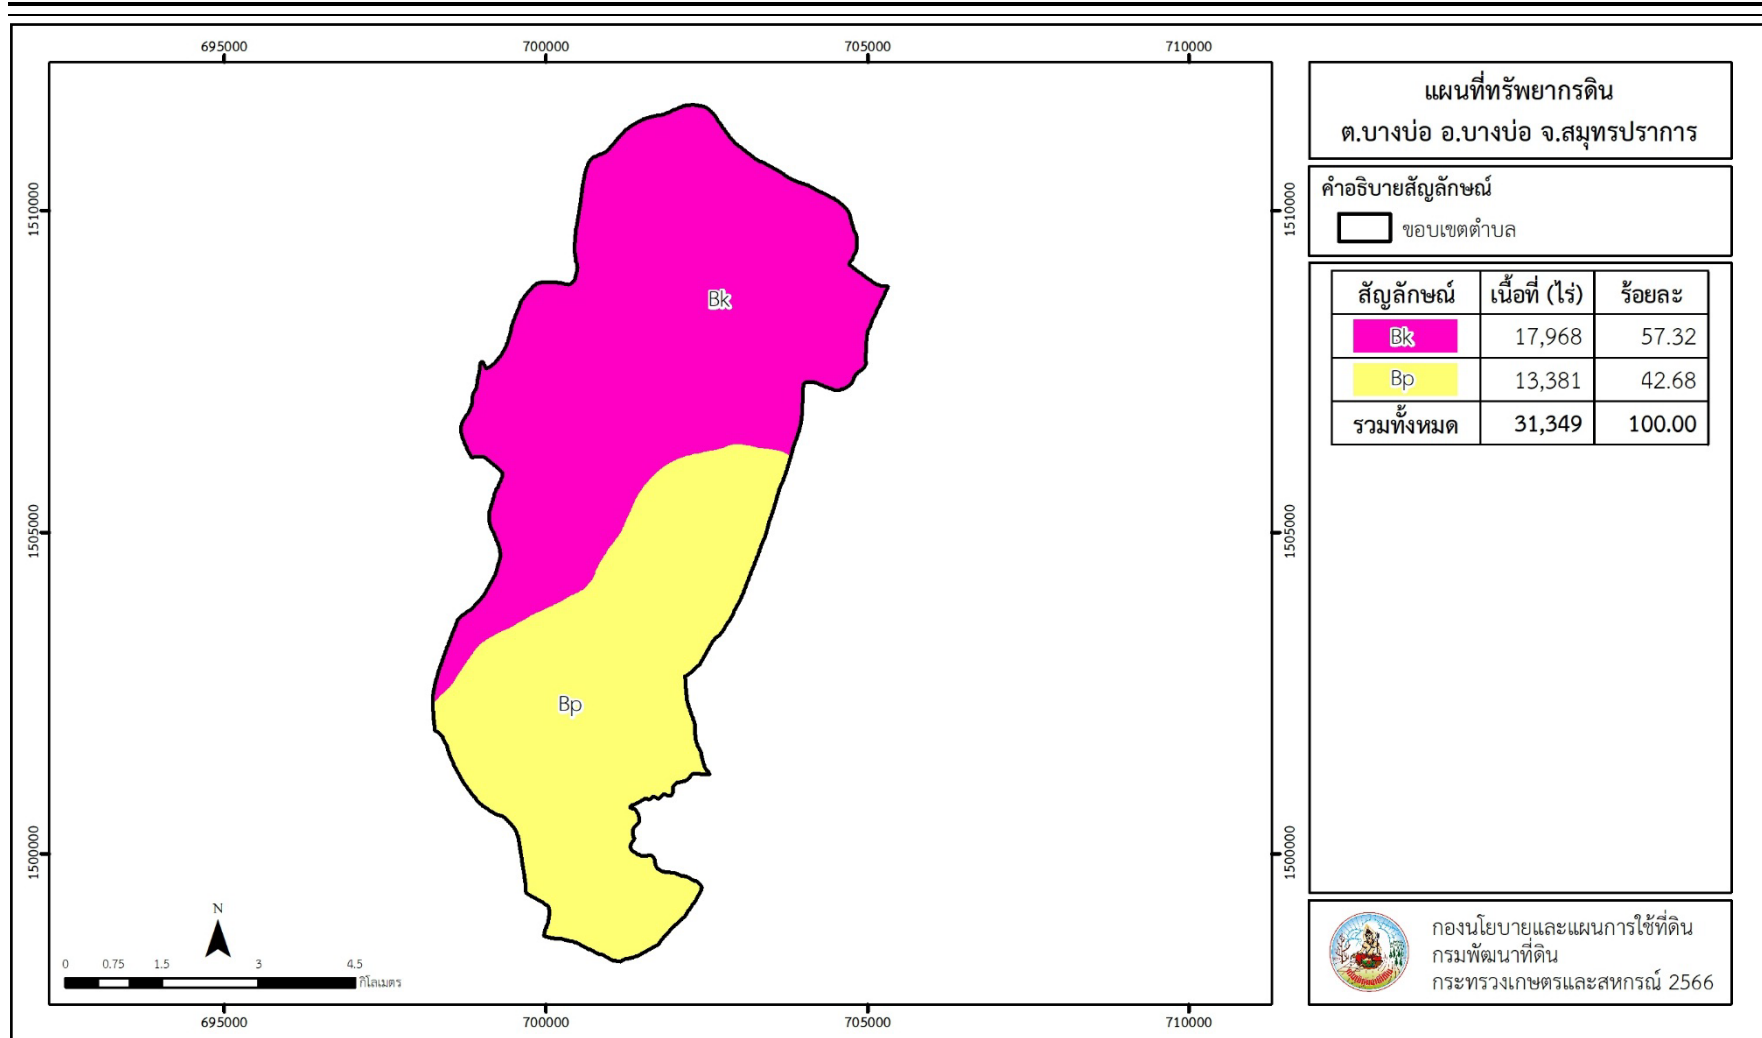 695000 700000 705000 710000
แผนที่ทรัพยากรดิน
ต.บางบ่อ อ.บางบ่อ จ.สมุทรปราการ
คำอธิบายสัญลักษณ์
ขอบเขตตำบล
สัญลักษณ์ เนื้อที่ (ไร่) ร้อยละ
Bk 17,968 57.32
Bp 13,381 42.68
รวมทั้งหมด 31,349 100.00
1510000 1510000
Bk
1505000 1505000
Bp
1500000 1500000
N
0 0.75 1.5 3 4.5
กิโลเมตร
695000 700000 705000 710000
กองนโยบายและแผนการใช้ที่ดิน
กรมพัฒนาที่ดิน
กระทรวงเกษตรและสหกรณ์ 2566